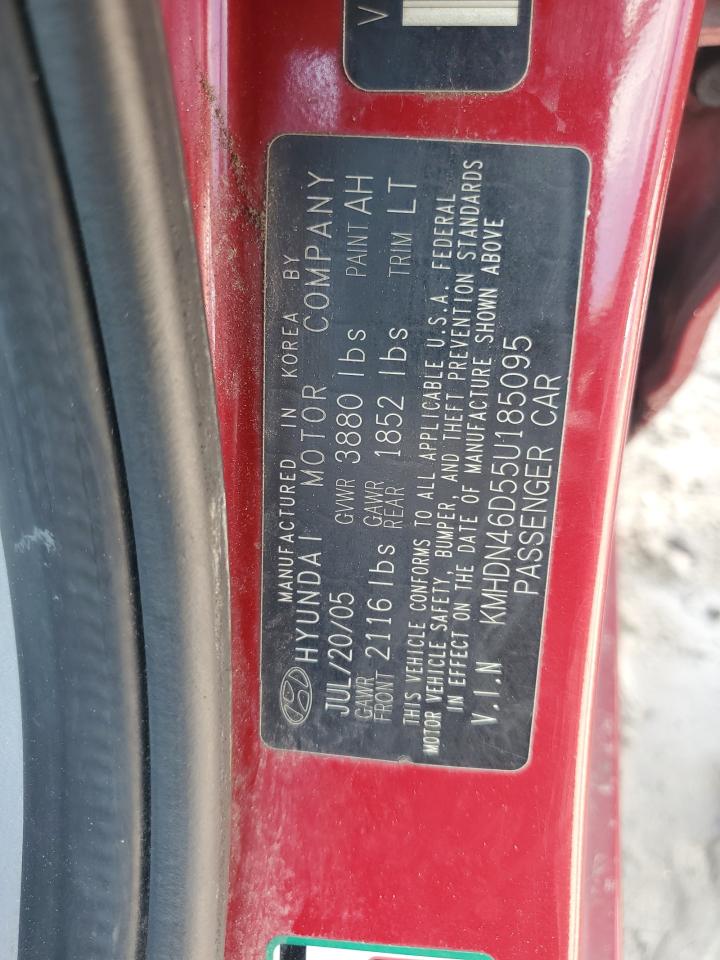 V
MANUFACTURED IN KOREA BY
HYUNDAI MOTOR COMPANY
JUL/20/05 GVWR 3880 lbs PAINT AH
GAWR FRONT 2116 lbs GAWR REAR 1852 lbs TRIM LT
THIS VEHICLE CONFORMS TO ALL APPLICABLE U.S.A. FEDERAL
MOTOR VEHICLE SAFETY, BUMPER, AND THEFT PREVENTION STANDARDS
IN EFFECT ON THE DATE OF MANUFACTURE SHOWN ABOVE
V.I.N KMHDN46D55U185095
PASSENGER CAR